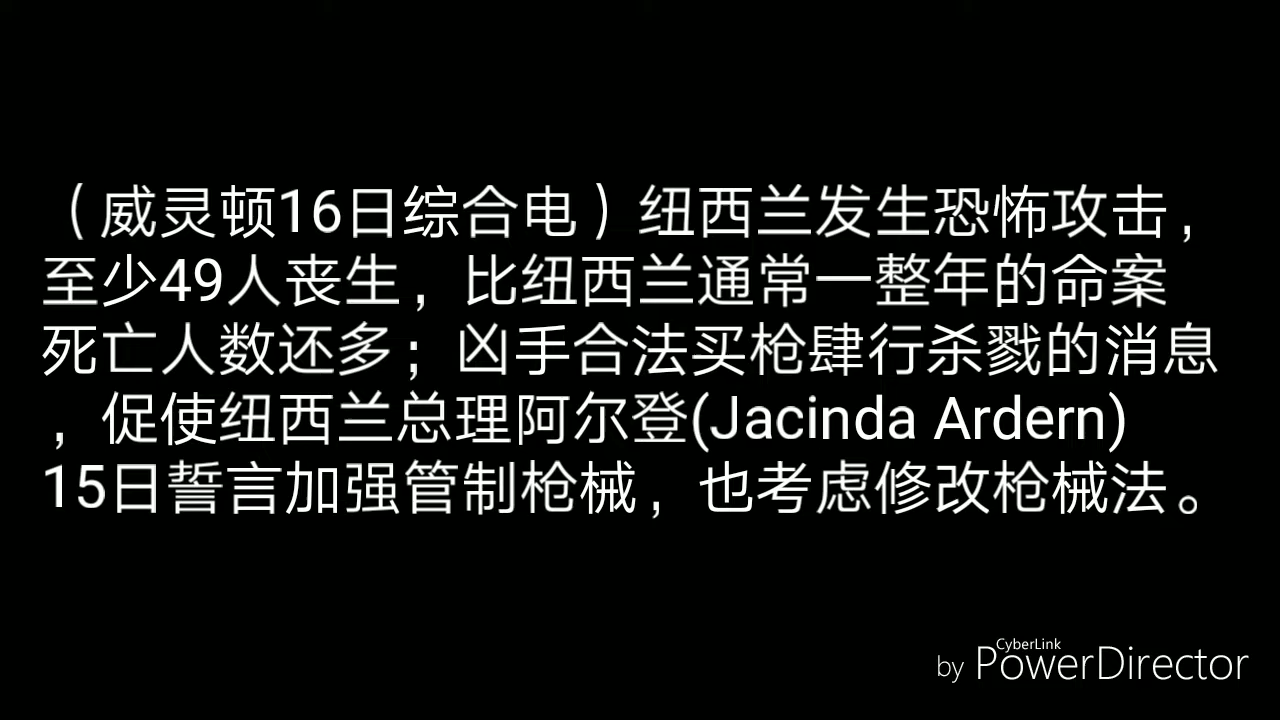 （威灵顿16日综合电）纽西兰发生恐怖攻击，
至少49人丧生，比纽西兰通常一整年的命案
死亡人数还多；凶手合法买枪肆行杀戮的消息
，促使纽西兰总理阿尔登(Jacinda Ardern)
15日誓言加强管制枪械，也考虑修改枪械法。
CyberLink
by PowerDirector